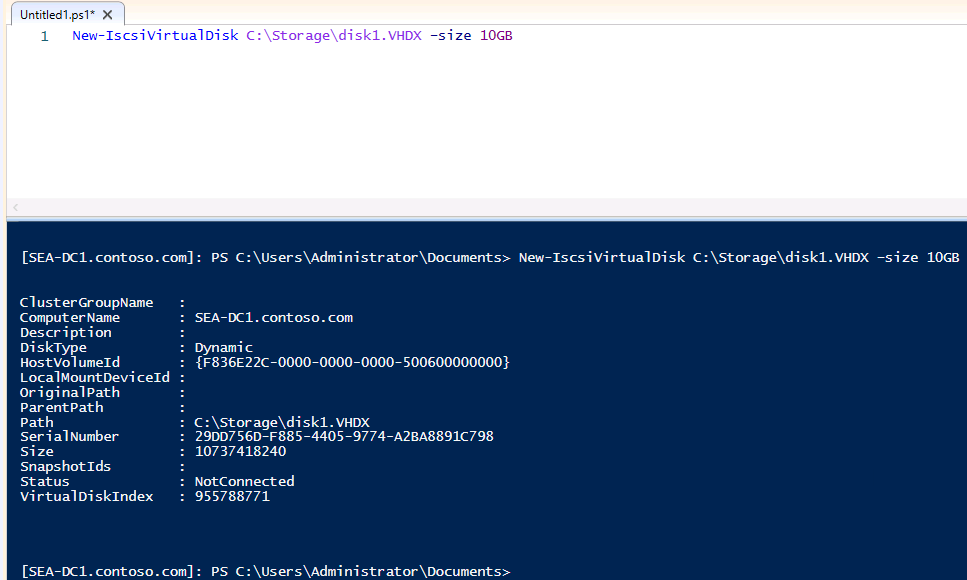 Untitled1.ps1* X
1 New-IscsiVirtualDisk C:\Storage\disk1.VHDX –size 10GB
[SEA-DC1.contoso.com]: PS C:\Users\Administrator\Documents> New-IscsiVirtualDisk C:\Storage\disk1.VHDX –size 10GB
ClusterGroupName :
ComputerName : SEA-DC1.contoso.com
Description :
DiskType : Dynamic
HostVolumeId : {F836E22C-0000-0000-0000-500600000000}
LocalMountDeviceId :
OriginalPath :
ParentPath :
Path : C:\Storage\disk1.VHDX
SerialNumber : 29DD756D-F885-4405-9774-A2BA8891C798
Size : 10737418240
SnapshotIds :
Status : NotConnected
VirtualDiskIndex : 955788771
[SEA-DC1.contoso.com]: PS C:\Users\Administrator\Documents>